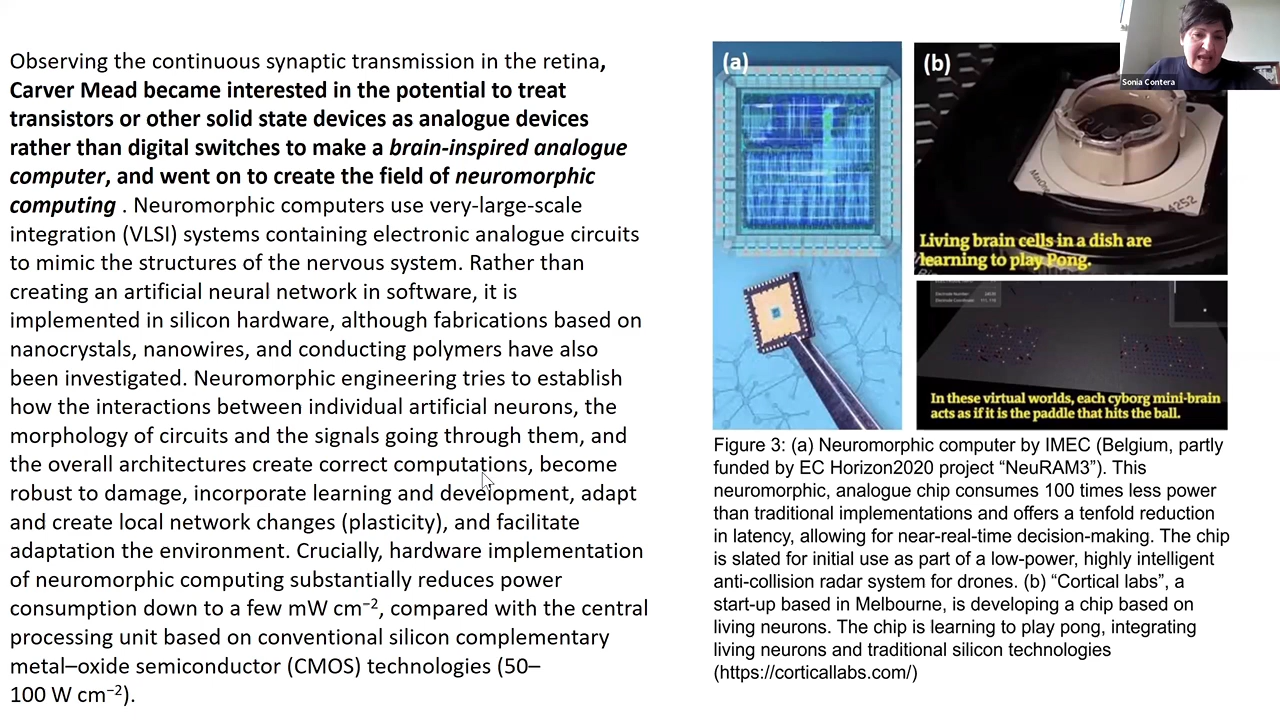 Observing the continuous synaptic transmission in the retina,
Carver Mead became interested in the potential to treat
transistors or other solid state devices as analogue devices
rather than digital switches to make a brain-inspired analogue
computer, and went on to create the field of neuromorphic
computing . Neuromorphic computers use very-large-scale
integration (VLSI) systems containing electronic analogue circuits
to mimic the structures of the nervous system. Rather than
creating an artificial neural network in software, it is
implemented in silicon hardware, although fabrications based on
nanocrystals, nanowires, and conducting polymers have also
been investigated. Neuromorphic engineering tries to establish
how the interactions between individual artificial neurons, the
morphology of circuits and the signals going through them, and
the overall architectures create correct computations, become
robust to damage, incorporate learning and development, adapt
and create local network changes (plasticity), and facilitate
adaptation the environment. Crucially, hardware implementation
of neuromorphic computing substantially reduces power
consumption down to a few mW cm⁻², compared with the central
processing unit based on conventional silicon complementary
metal–oxide semiconductor (CMOS) technologies (50–
100 W cm⁻²).
(a)
(b)
Sonia Contera
4252
Living brain cells in a dish are
learning to play Pong.
In these virtual worlds, each cyborg mini-brain
acts as if it is the paddle that hits the ball.
Figure 3: (a) Neuromorphic computer by IMEC (Belgium, partly
funded by EC Horizon2020 project “NeuRAM3”). This
neuromorphic, analogue chip consumes 100 times less power
than traditional implementations and offers a tenfold reduction
in latency, allowing for near-real-time decision-making. The chip
is slated for initial use as part of a low-power, highly intelligent
anti-collision radar system for drones. (b) “Cortical labs”, a
start-up based in Melbourne, is developing a chip based on
living neurons. The chip is learning to play pong, integrating
living neurons and traditional silicon technologies
(https://corticallabs.com/)